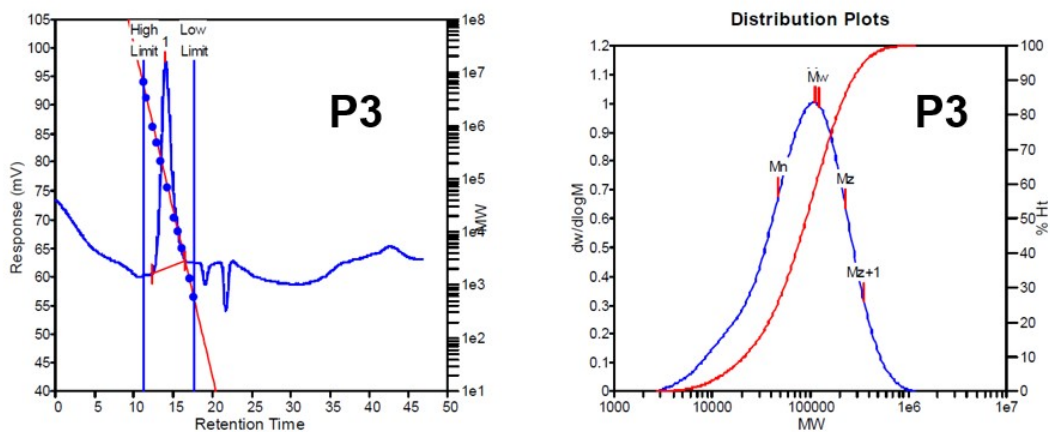 Distribution Plots
High Limit
Low Limit
1
P3
Response (mV)
105
100
95
90
85
80
75
70
65
60
55
50
45
40
0 5 10 15 20 25 30 35 40 45 50
Retention Time
1e8
1e7
1e6
1e5
1e4
1e3
1e2
1e1
MW
P3
dw/dlogM
1.2
1.1
1
0.9
0.8
0.7
0.6
0.5
0.4
0.3
0.2
0.1
0
Mw
Mn
Mz
Mz+1
1000 10000 100000 1e6 1e7
MW
100
90
80
70
60
50
40
30
20
10
0
% Ht